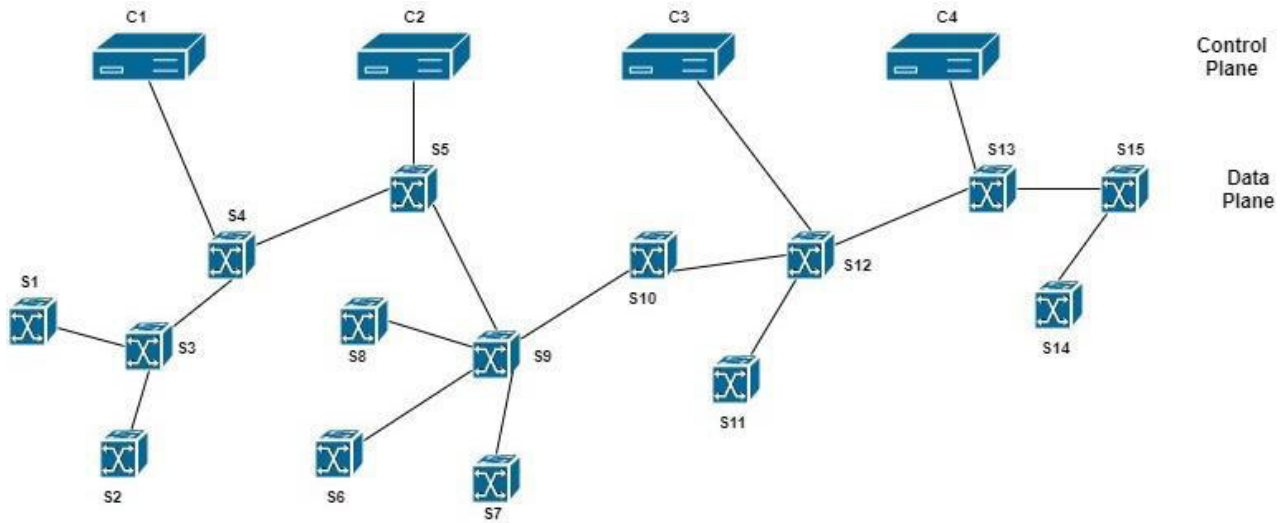 C1
C2
C3
C4
Control
Plane
S5
S13
S15
Data
Plane
S4
S12
S10
S1
S3
S8
S9
S14
S11
S2
S6
S7